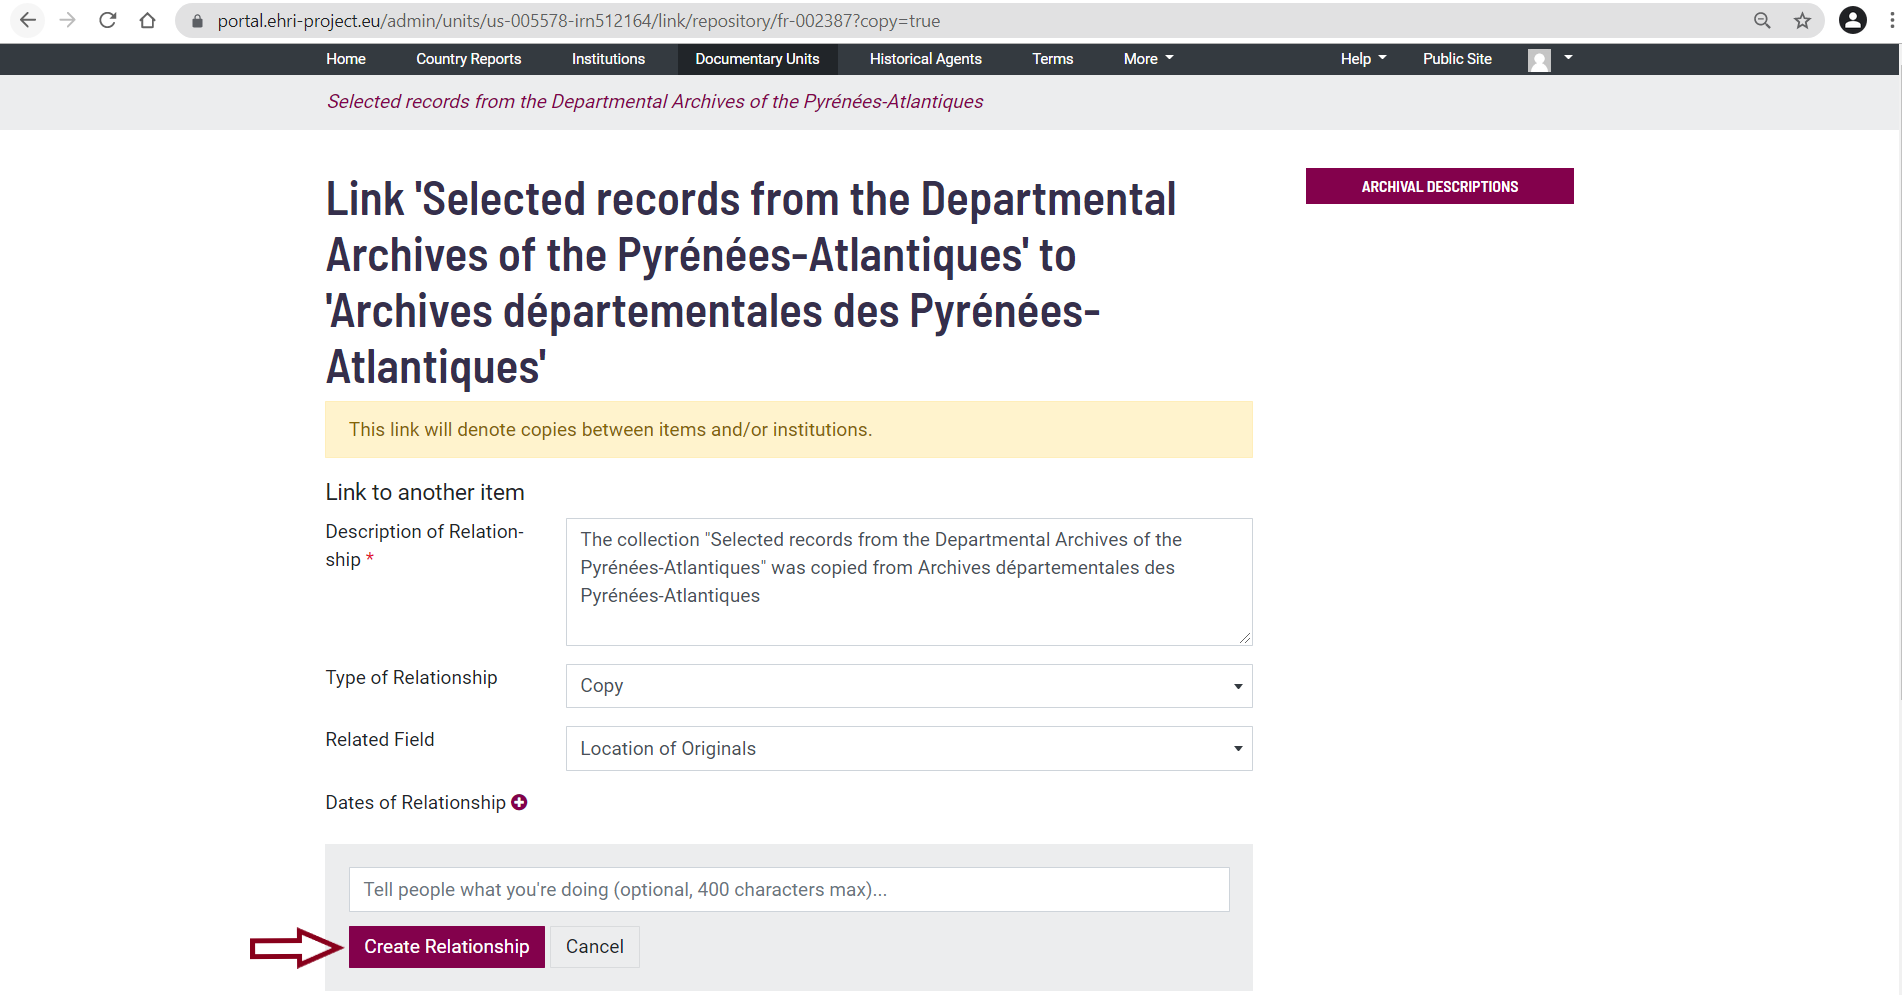 portal.ehri-project.eu/admin/units/us-005578-irn512164/link/repository/fr-002387?copy=true
Home Country Reports Institutions Documentary Units Historical Agents Terms More Help Public Site
Selected records from the Departmental Archives of the Pyrénées-Atlantiques
Link 'Selected records from the Departmental
Archives of the Pyrénées-Atlantiques' to
'Archives départementales des Pyrénées-
Atlantiques'
ARCHIVAL DESCRIPTIONS
This link will denote copies between items and/or institutions.
Link to another item
Description of Relation-
ship *
The collection "Selected records from the Departmental Archives of the
Pyrénées-Atlantiques" was copied from Archives départementales des
Pyrénées-Atlantiques
Type of Relationship
Copy
Related Field
Location of Originals
Dates of Relationship
Tell people what you're doing (optional, 400 characters max)...
Create Relationship Cancel